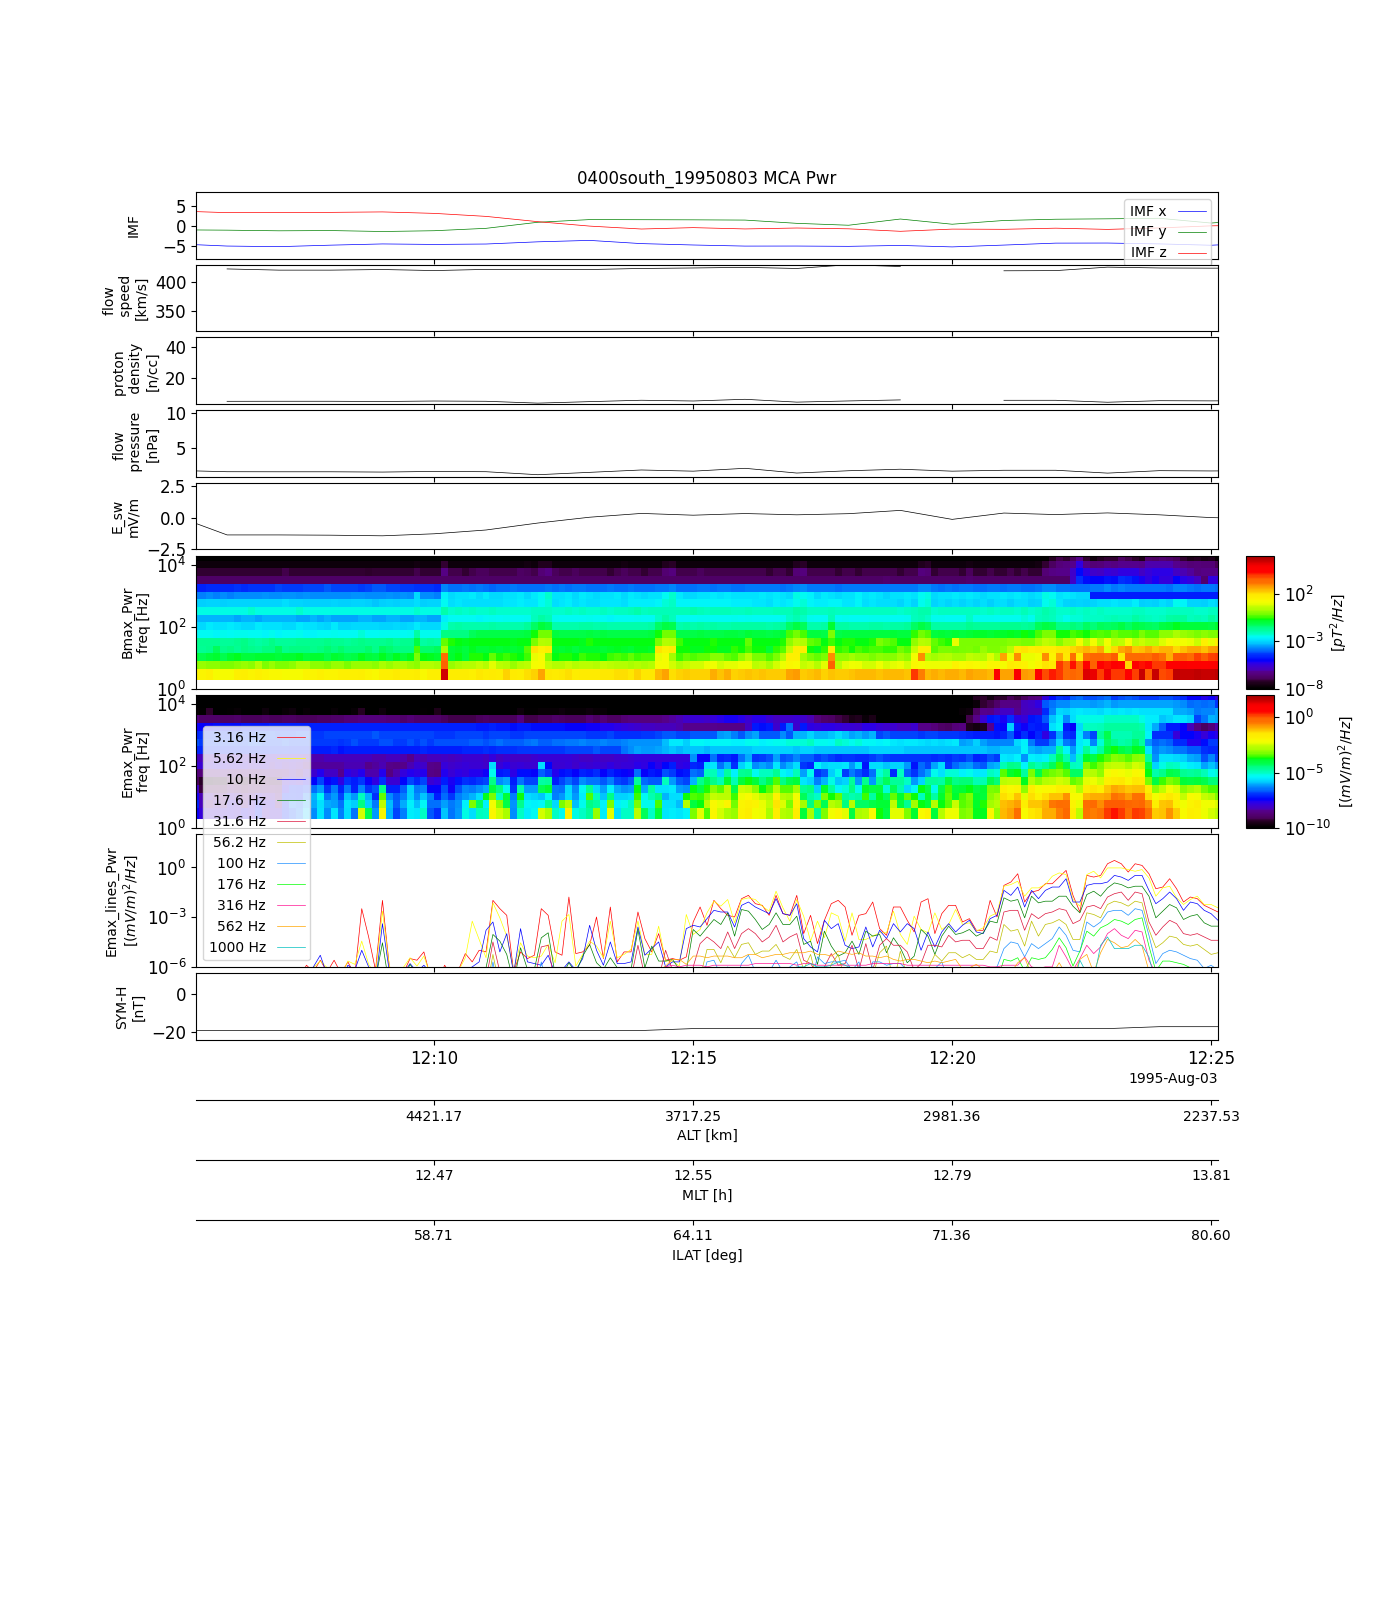 0400south_19950803 MCA Pwr
IMF
5
0
−5
IMF x
IMF y
IMF z
flow
speed
[km/s]
400
350
proton
density
[n/cc]
40
20
flow
pressure
[nPa]
10
5
E_sw
mV/m
2.5
0.0
−2.5
Bmax_Pwr
freq [Hz]
10^4
10^2
10^0
10^2
10^−3
10^−8
[pT^2/Hz]
Emax_Pwr
freq [Hz]
10^4
10^2
10^0
10^0
10^−5
10^−10
[(mV/m)^2/Hz]
3.16 Hz
5.62 Hz
10 Hz
17.6 Hz
31.6 Hz
56.2 Hz
100 Hz
176 Hz
316 Hz
562 Hz
1000 Hz
Emax_lines_Pwr
[(mV/m)^2/Hz]
10^0
10^−3
10^−6
SYM-H
[nT]
0
−20
12:10 12:15 12:20 12:25
1995-Aug-03
4421.17 3717.25 2981.36 2237.53
ALT [km]
12.47 12.55 12.79 13.81
MLT [h]
58.71 64.11 71.36 80.60
ILAT [deg]